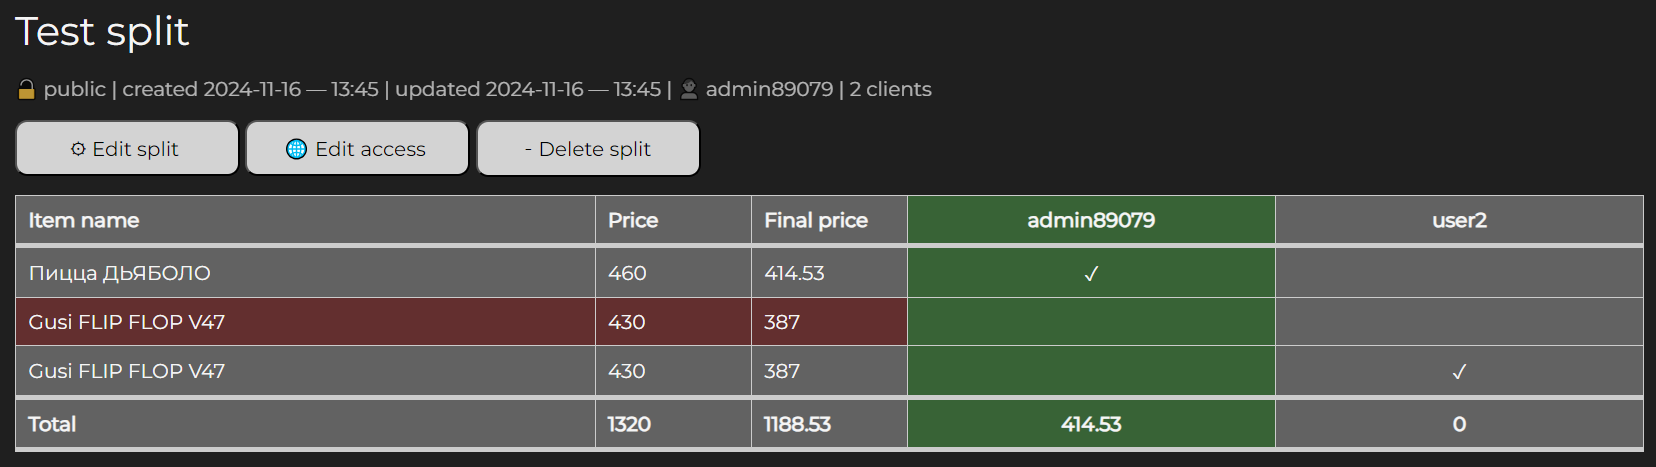 Test split
public | created 2024-11-16 — 13:45 | updated 2024-11-16 — 13:45 | admin89079 | 2 clients
Edit split Edit access - Delete split
Item name Price Final price admin89079 user2
Пицца ДЬЯБОЛО 460 414.53 ✓
Gusi FLIP FLOP V47 430 387
Gusi FLIP FLOP V47 430 387 ✓
Total 1320 1188.53 414.53 0